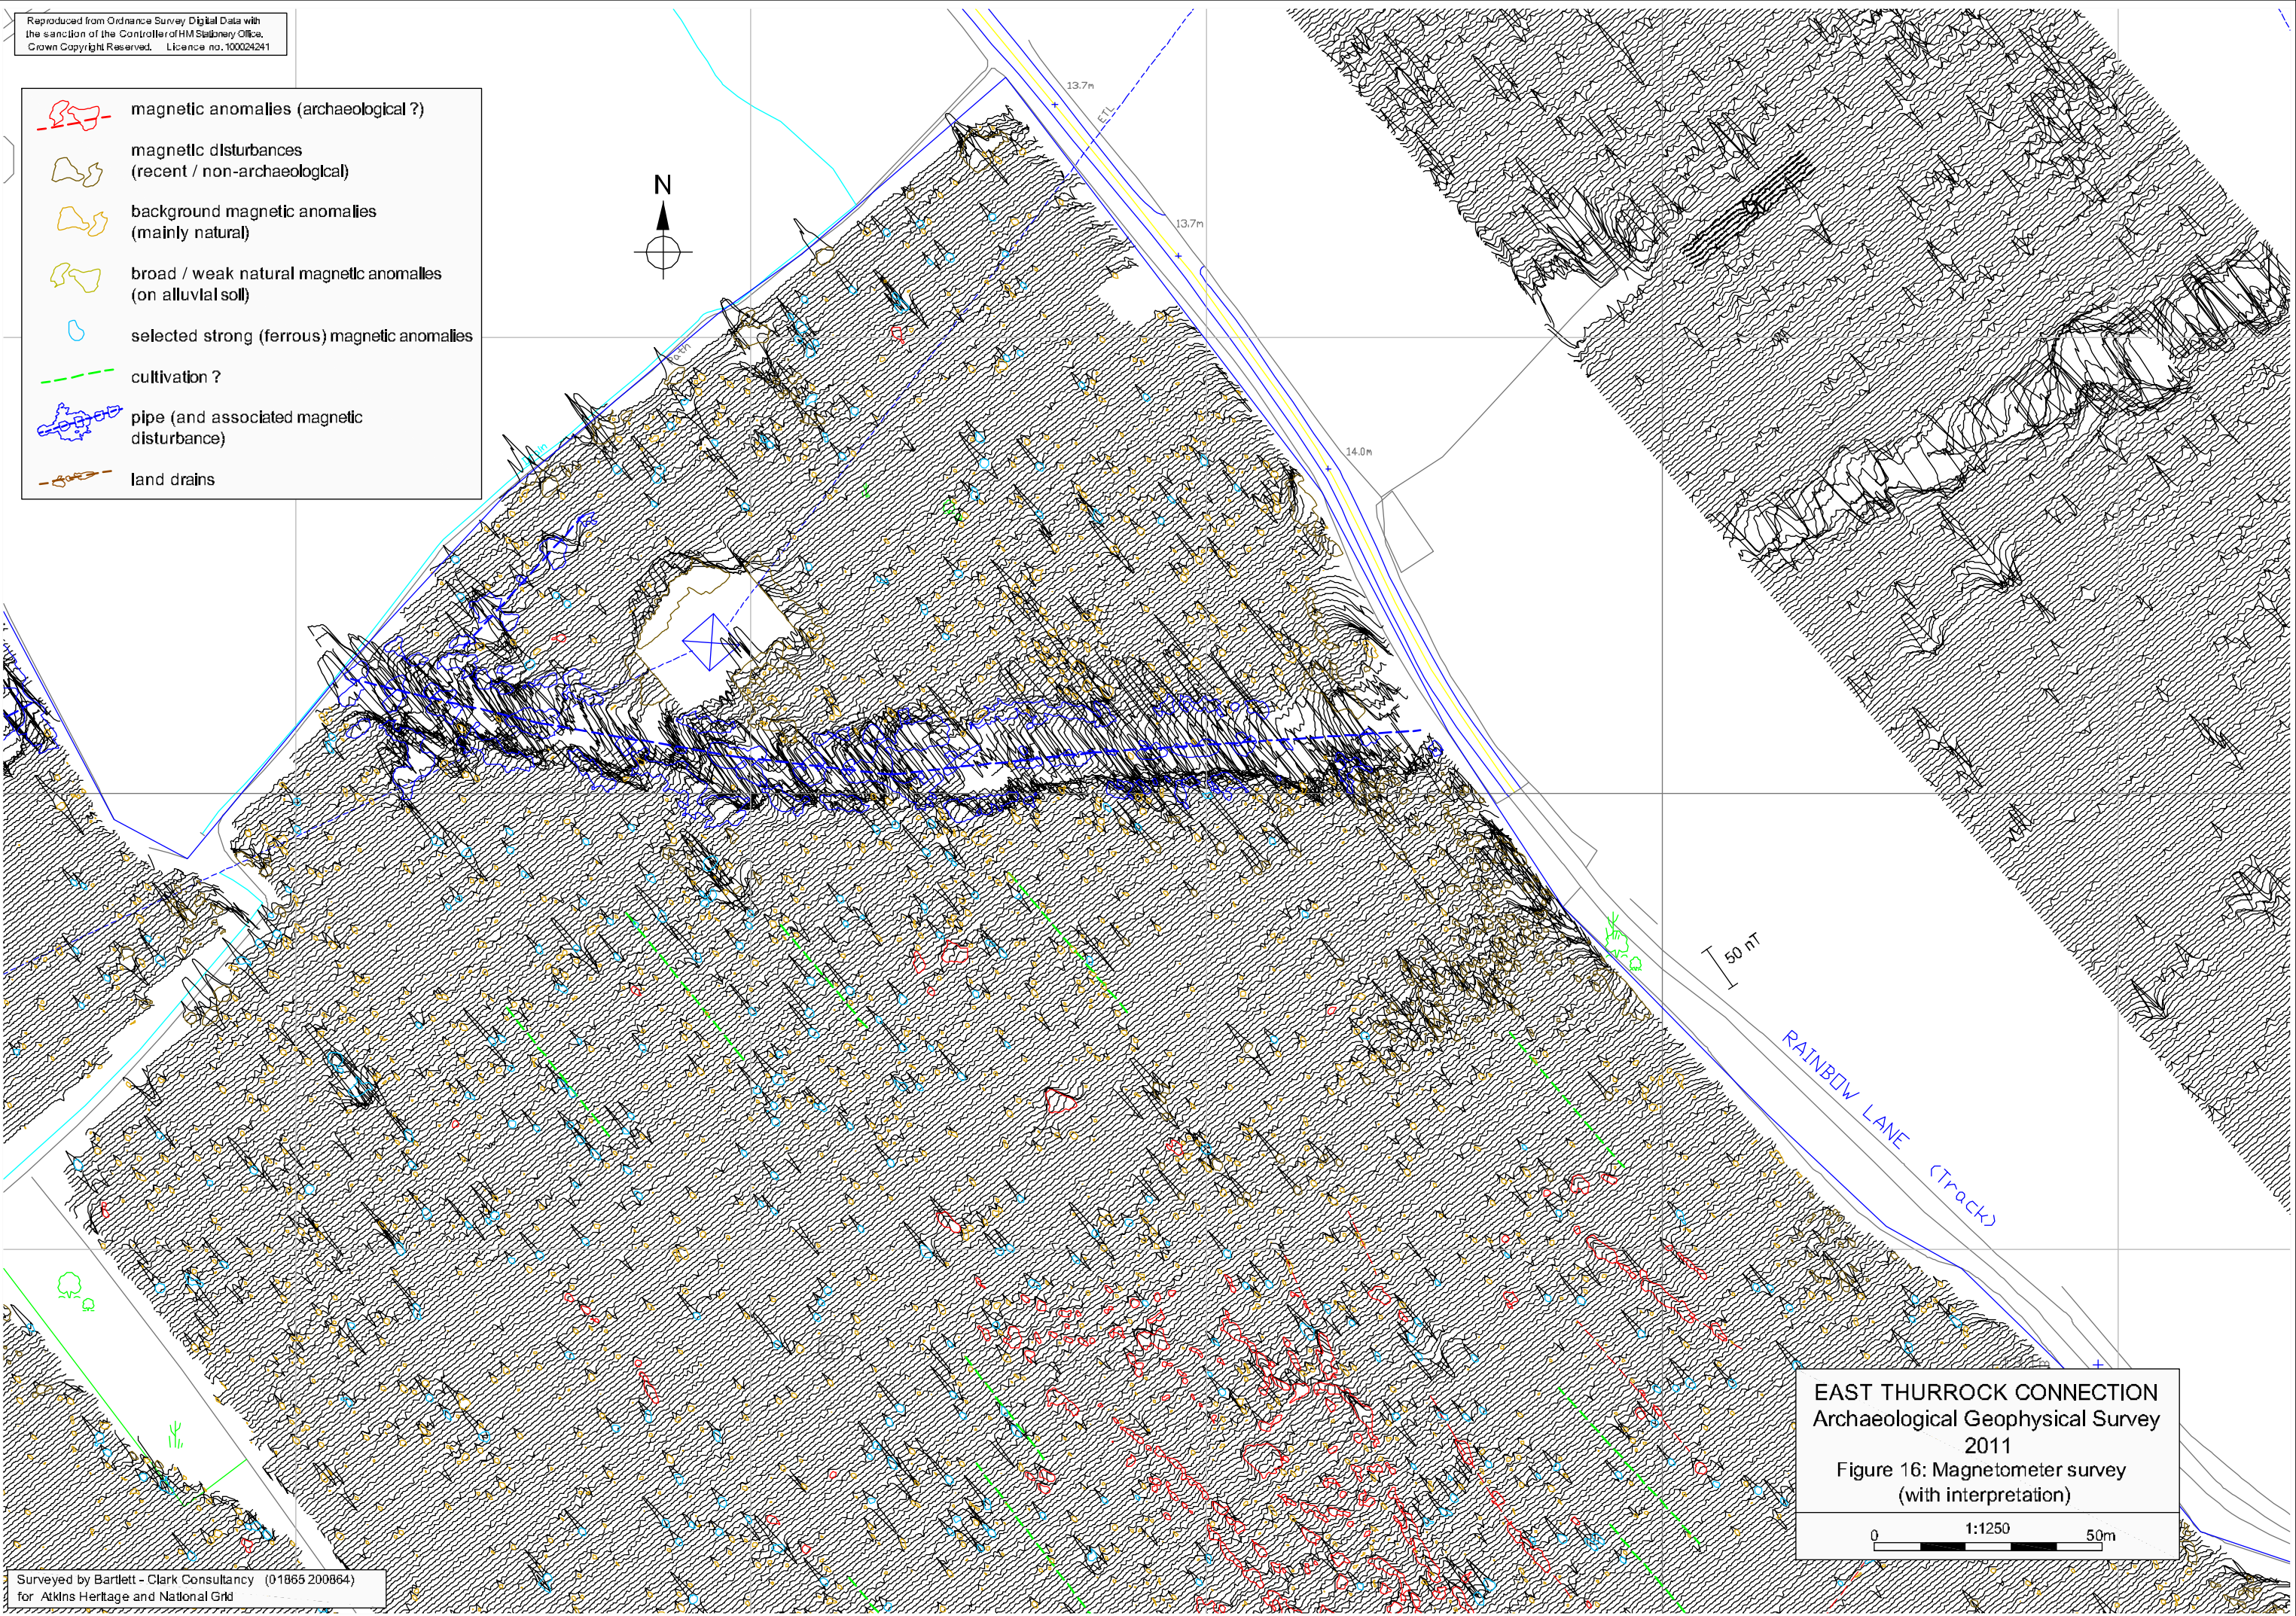 Reproduced from Ordnance Survey Digital Data with
the sanction of the Controller of HM Stationery Office.
Crown Copyright Reserved. Licence no. 100024241
magnetic anomalies (archaeological ?)
magnetic disturbances
(recent / non-archaeological)
background magnetic anomalies
(mainly natural)
broad / weak natural magnetic anomalies
(on alluvial soil)
selected strong (ferrous) magnetic anomalies
cultivation ?
pipe (and associated magnetic
disturbance)
land drains
N
13.7m
ETL
13.7m
Path
14.0m
50 nT
RAINBOW LANE (Track)
EAST THURROCK CONNECTION
Archaeological Geophysical Survey
2011
Figure 16: Magnetometer survey
(with interpretation)
1:1250
0 50m
Surveyed by Bartlett - Clark Consultancy (01865 200864)
for Atkins Heritage and National Grid